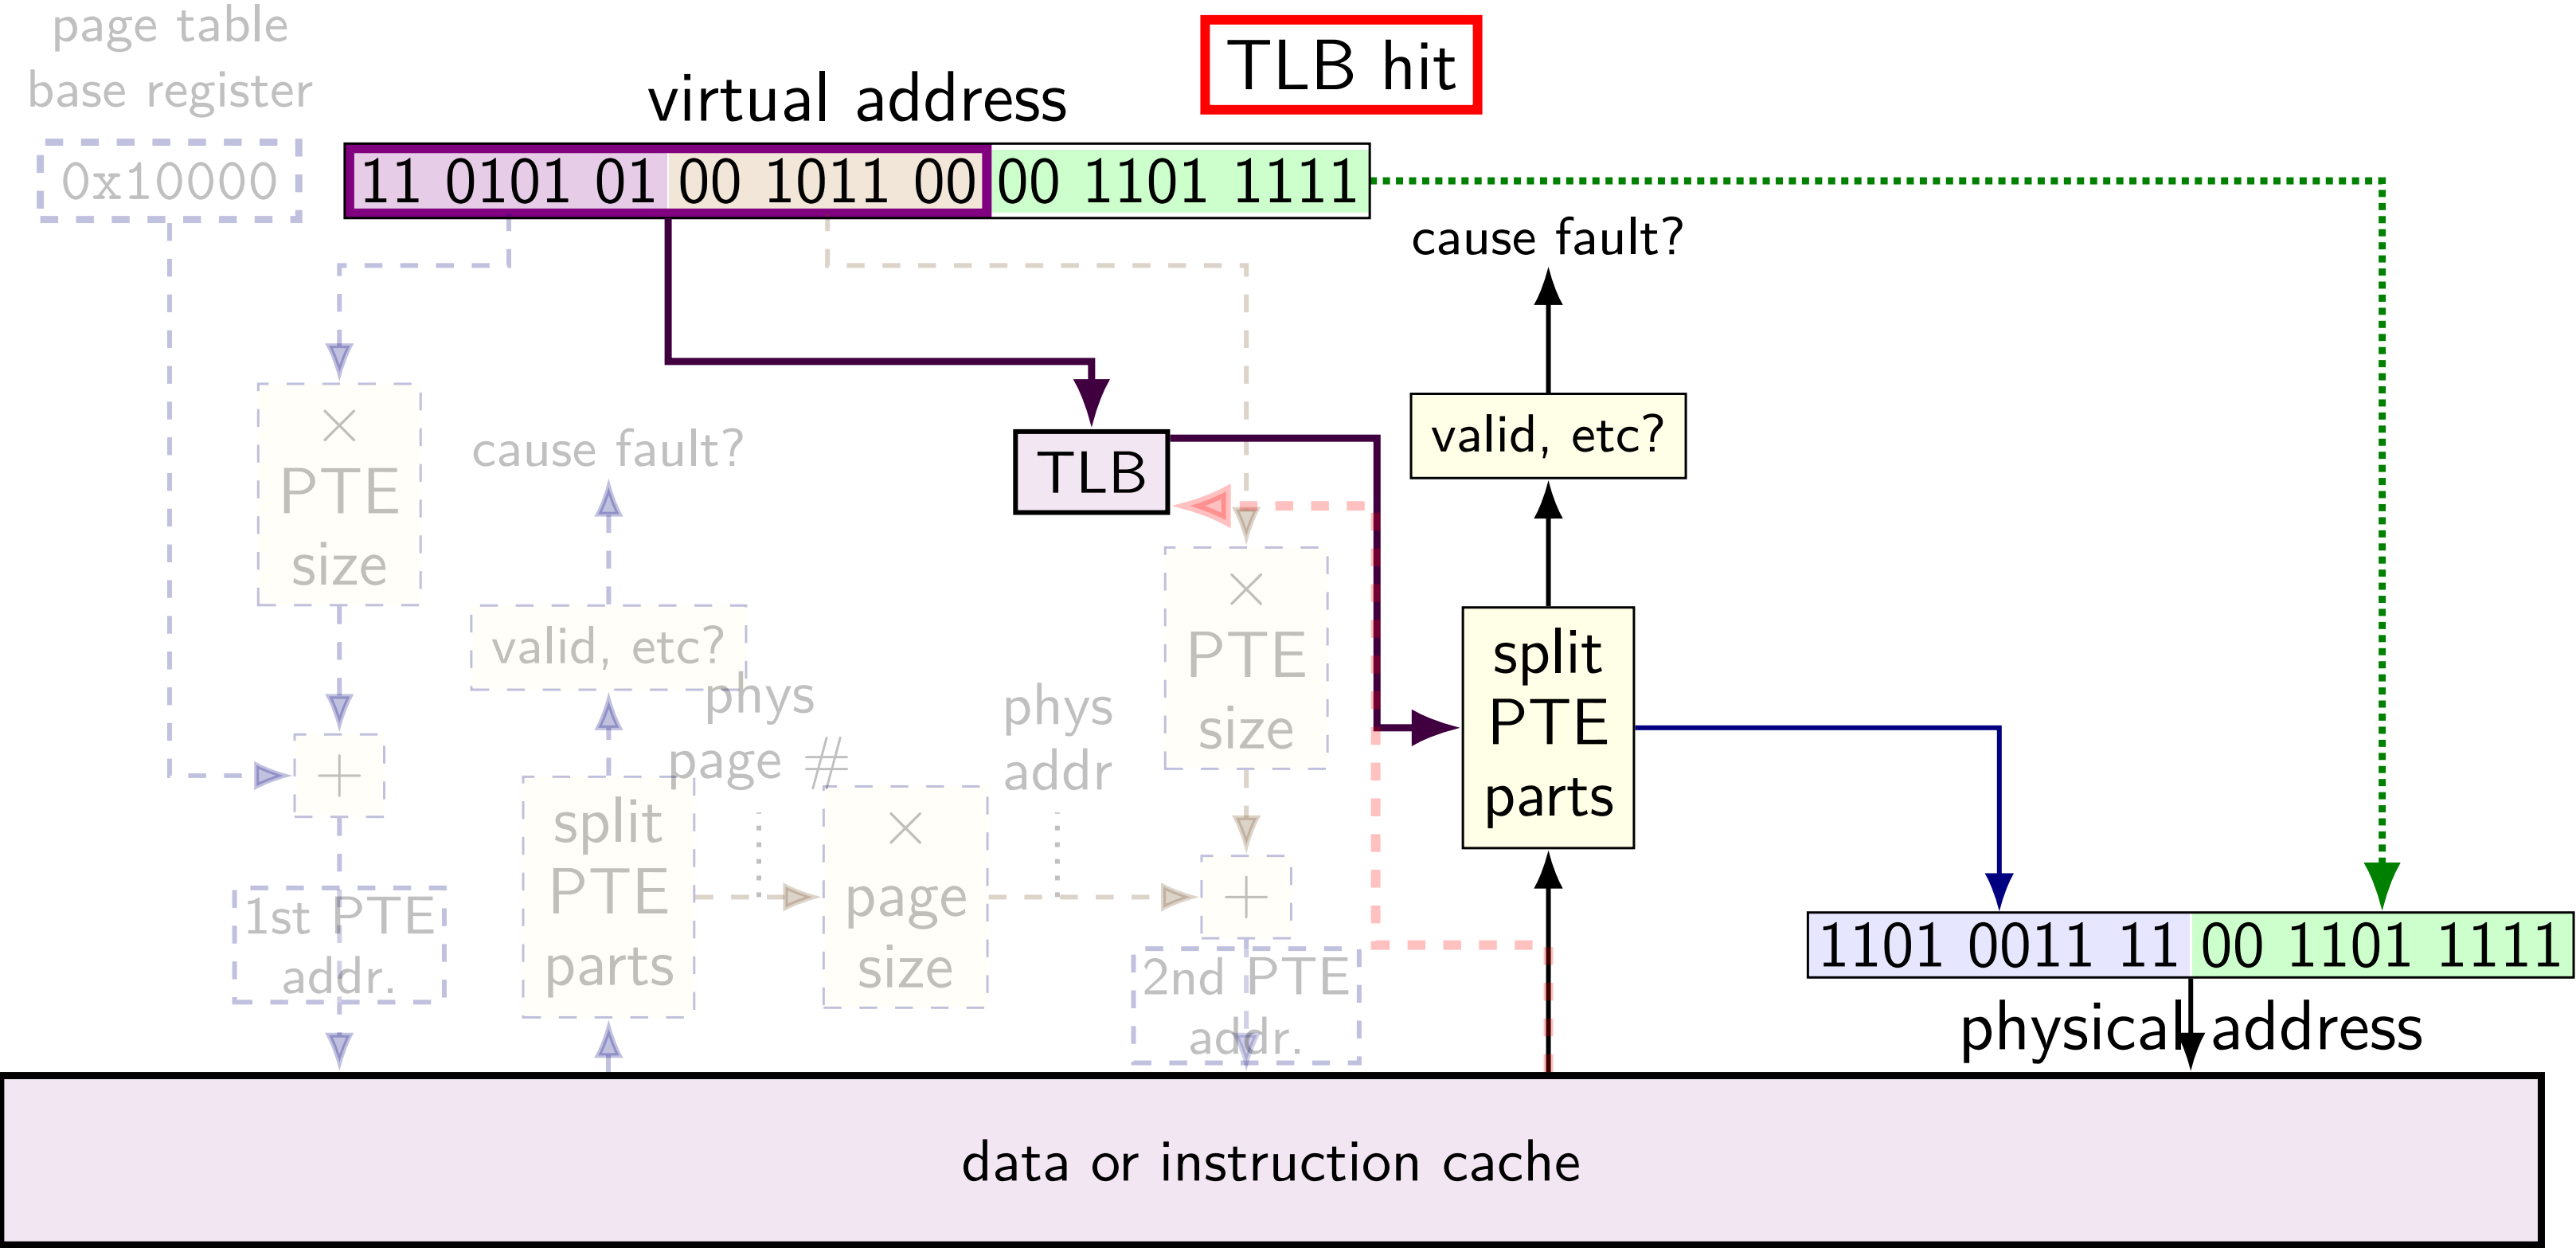 page table
base register
0x10000
virtual address
TLB hit
11 0101 01 00 1011 00 00 1101 1111
cause fault?
×
PTE
size
cause fault?
TLB
valid, etc?
×
PTE
size
valid, etc?
split
PTE
parts
phys
page #
phys
addr
+
split
PTE
parts
×
page
size
+
1st PTE
addr.
2nd PTE
addr.
1101 0011 11 00 1101 1111
physical address
data or instruction cache